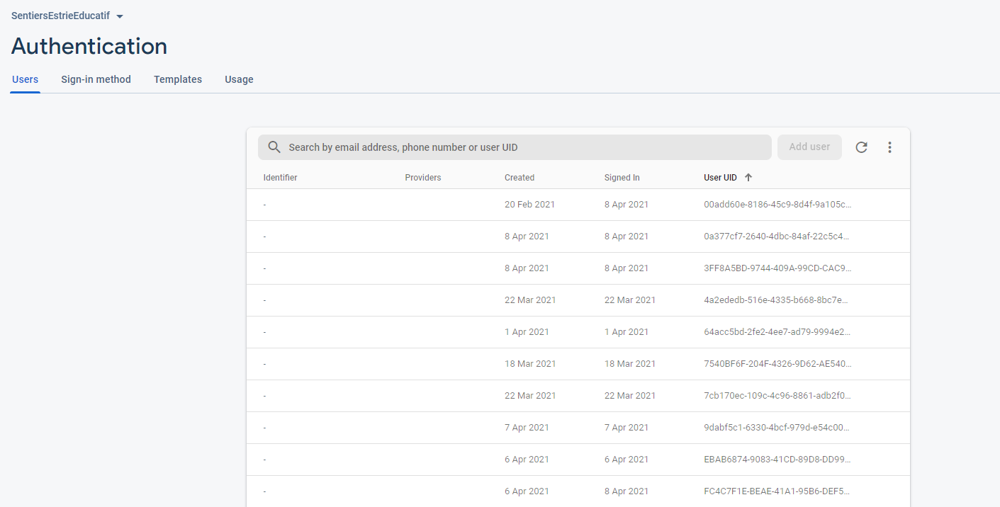 SentiersEstrieEducatif
Authentication
Users Sign-in method Templates Usage
Search by email address, phone number or user UID Add user
Identifier Providers Created Signed In User UID
- 20 Feb 2021 8 Apr 2021 00add60e-8186-45c9-8d4f-9a105c...
- 8 Apr 2021 8 Apr 2021 0a377cf7-2640-4dbc-84af-22c5c4...
- 8 Apr 2021 8 Apr 2021 3FF8A5BD-9744-409A-99CD-CAC9...
- 22 Mar 2021 22 Mar 2021 4a2ededb-516e-4335-b668-8bc7e...
- 1 Apr 2021 1 Apr 2021 64acc5bd-2fe2-4ee7-ad79-9994e2...
- 18 Mar 2021 18 Mar 2021 7540BF6F-204F-4326-9D62-AE540...
- 22 Mar 2021 22 Mar 2021 7cb170ec-109c-4c96-8861-adb2f0...
- 7 Apr 2021 7 Apr 2021 9dabf5c1-6330-4bcf-979d-e54c00...
- 6 Apr 2021 6 Apr 2021 EBAB6874-9083-41CD-89D8-DD99...
- 6 Apr 2021 8 Apr 2021 FC4C7F1E-BEAE-41A1-95B6-DEF5...